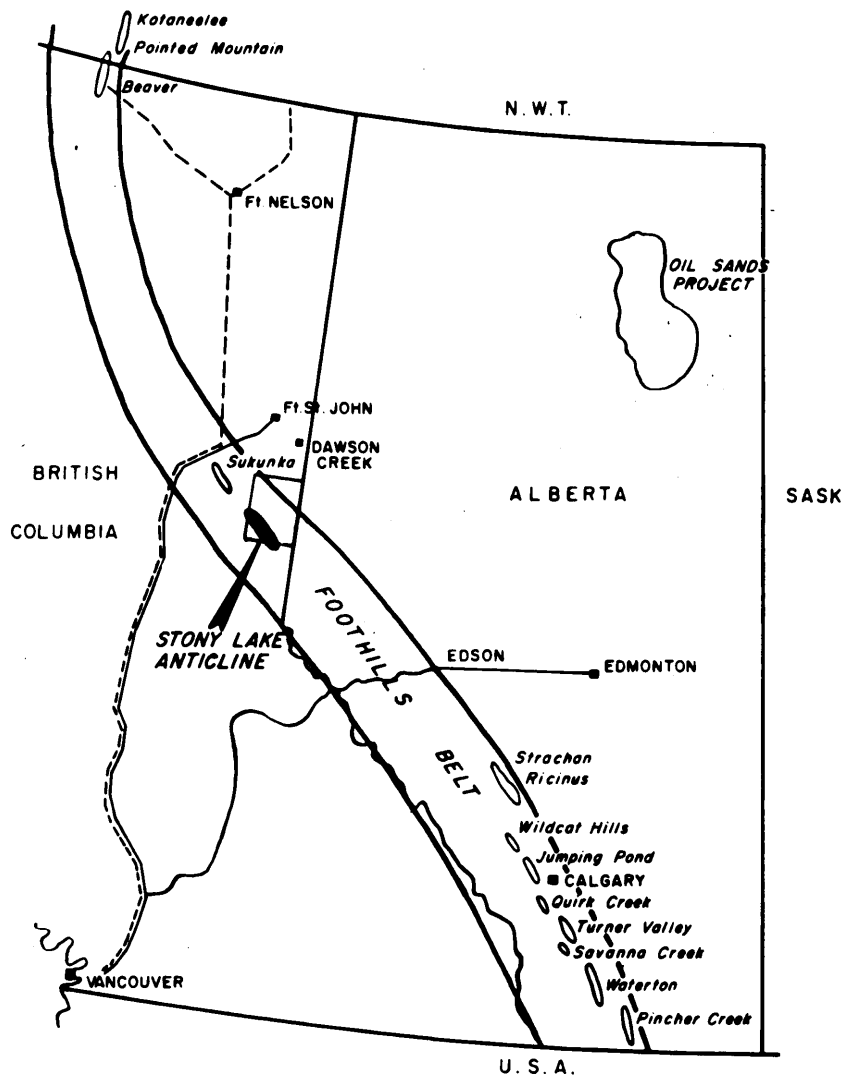 Kotaneelee
Pointed Mountain
Beaver
N.W.T.
Ft. NELSON
OIL SANDS
PROJECT
Ft. St. JOHN
DAWSON
CREEK
Sukunka
BRITISH
COLUMBIA
ALBERTA
SASK
STONY LAKE
ANTICLINE
FOOTHILLS
BELT
EDSON
EDMONTON
Strachan
Ricinus
Wildcat Hills
Jumping Pond
CALGARY
Quirk Creek
Turner Valley
Savanna Creek
Waterton
Pincher Creek
VANCOUVER
U.S.A.